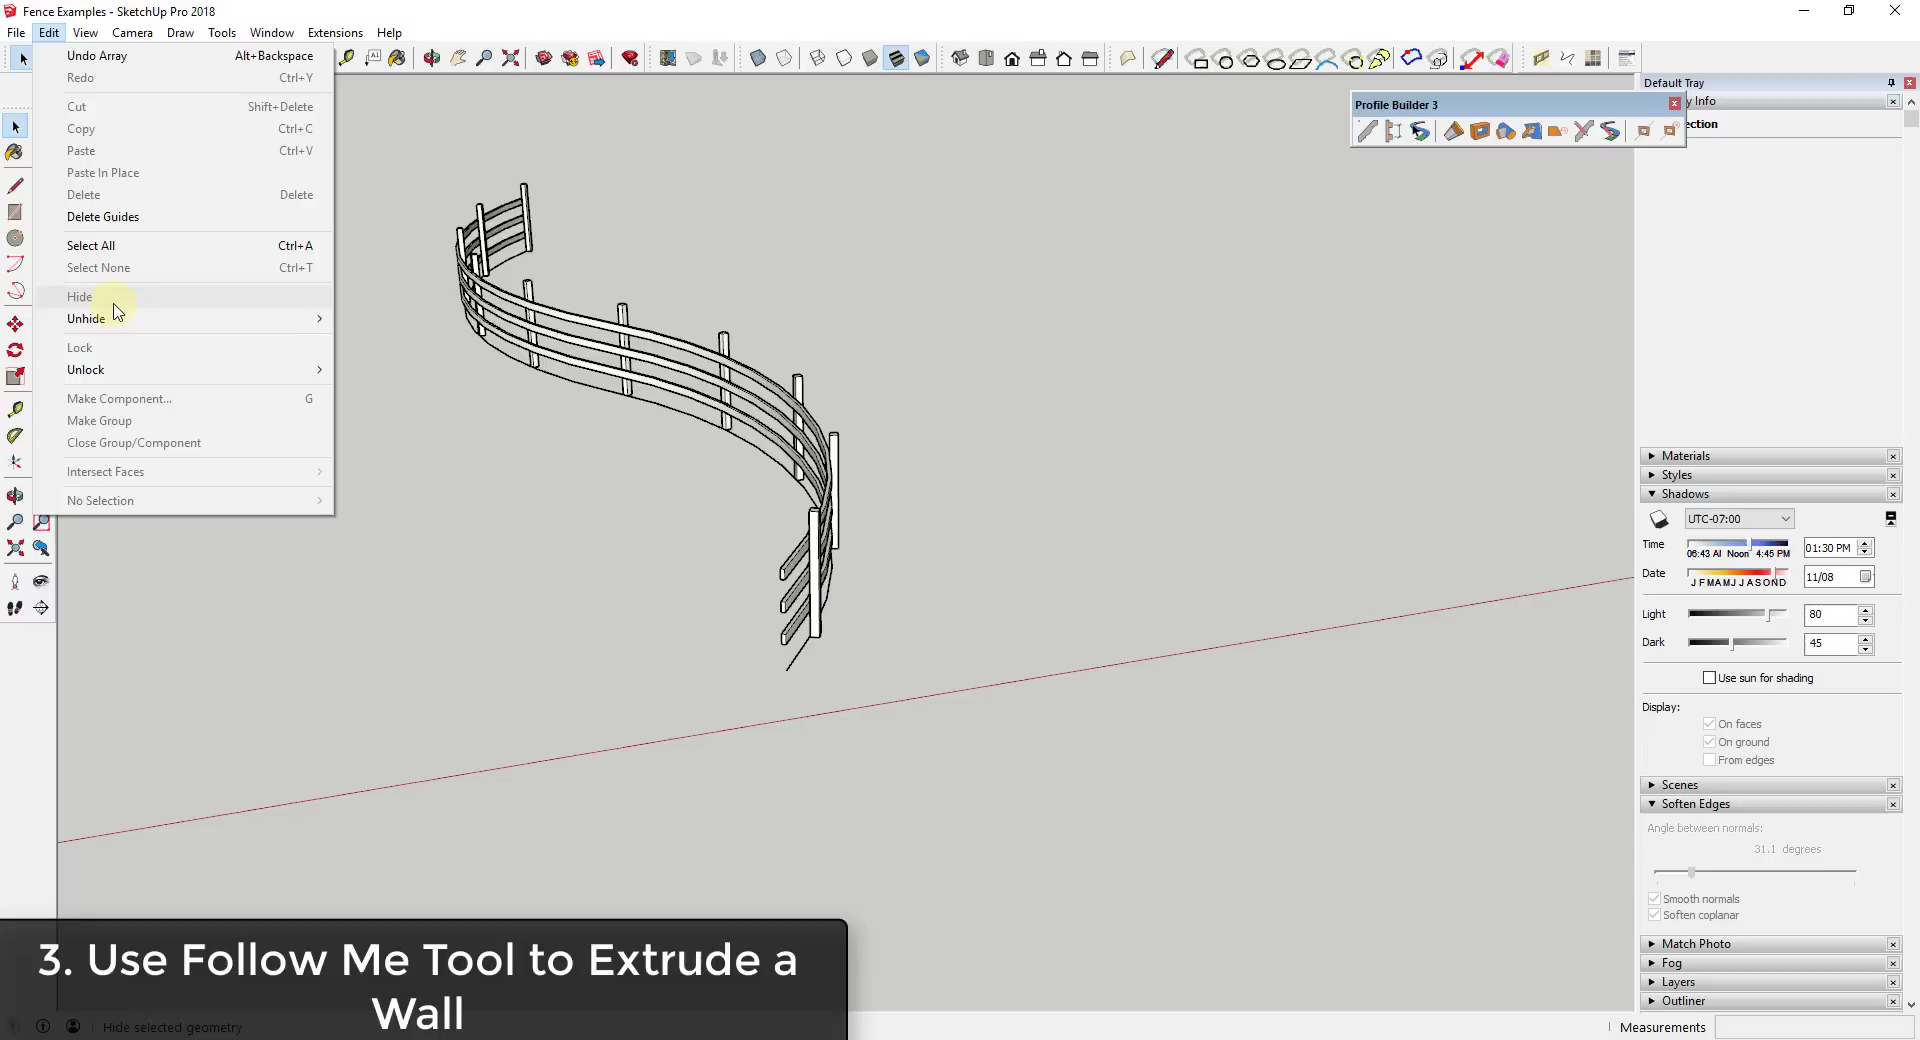 Fence Examples - SketchUp Pro 2018
File Edit View Camera Draw Tools Window Extensions Help
Undo Array Alt+Backspace
Redo Ctrl+Y
Cut Shift+Delete
Copy Ctrl+C
Paste Ctrl+V
Paste In Place
Delete Delete
Delete Guides
Select All Ctrl+A
Select None Ctrl+T
Hide
Unhide
Lock
Unlock
Make Component... G
Make Group
Close Group/Component
Intersect Faces
No Selection
Profile Builder 3
Default Tray
y Info
ection
Materials
Styles
Shadows
UTC-07:00
Time
06:43 AM Noon 4:45 PM
01:30 PM
Date
J F M A M J J A S O N D
11/08
Light 80
Dark 45
Use sun for shading
Display:
On faces
On ground
From edges
Scenes
Soften Edges
Angle between normals:
31.1 degrees
Smooth normals
Soften coplanar
Match Photo
Fog
Layers
Outliner
3. Use Follow Me Tool to Extrude a
Wall
Hide selected geometry
Measurements